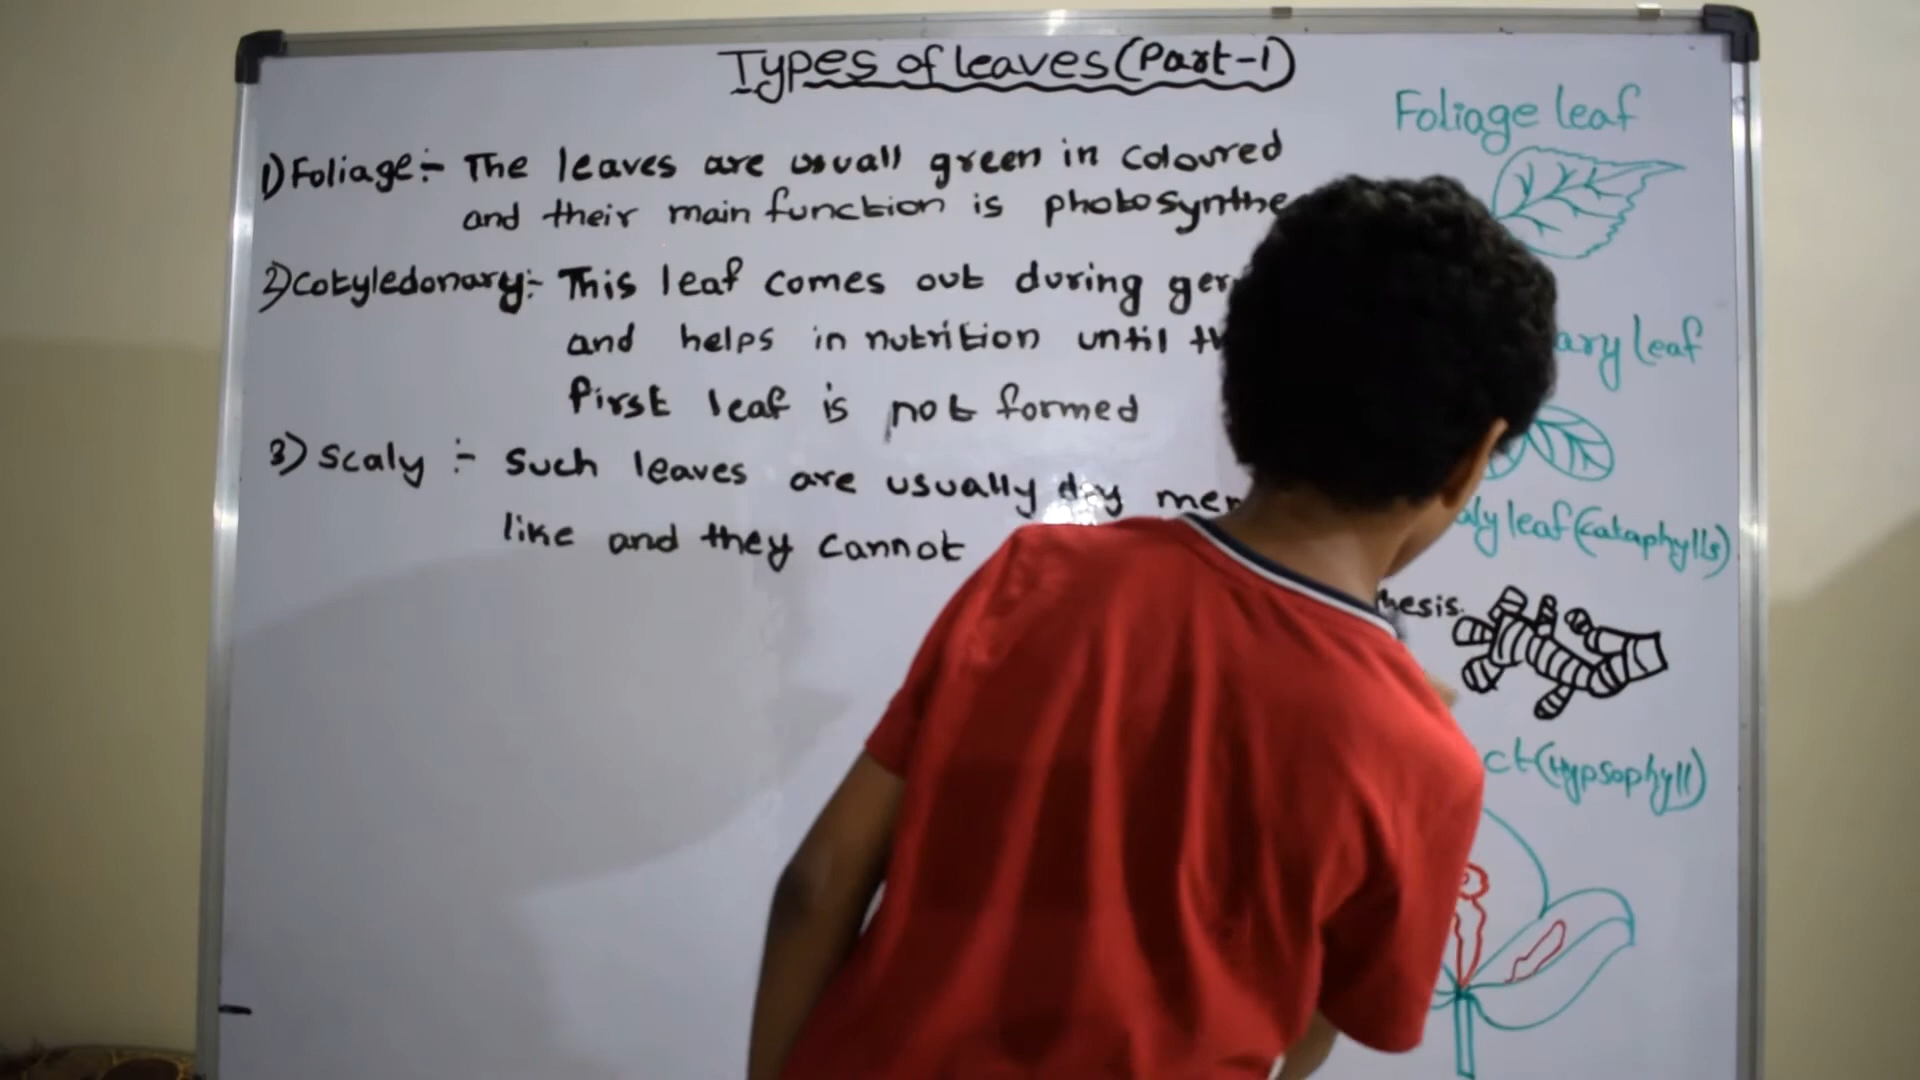 Types of leaves (Part-1)
1) Foliage:- The leaves are usuall green in coloured
and their main function is photosynthe
2) Cotyledonary:- This leaf comes out during ger
and helps in nutrition until th
first leaf is not formed
3) Scaly :- Such leaves are usually dry mem
like and they cannot
hesis.
Foliage leaf
ary leaf
aly leaf (Cataphylls)
ct (Hypsophyll)